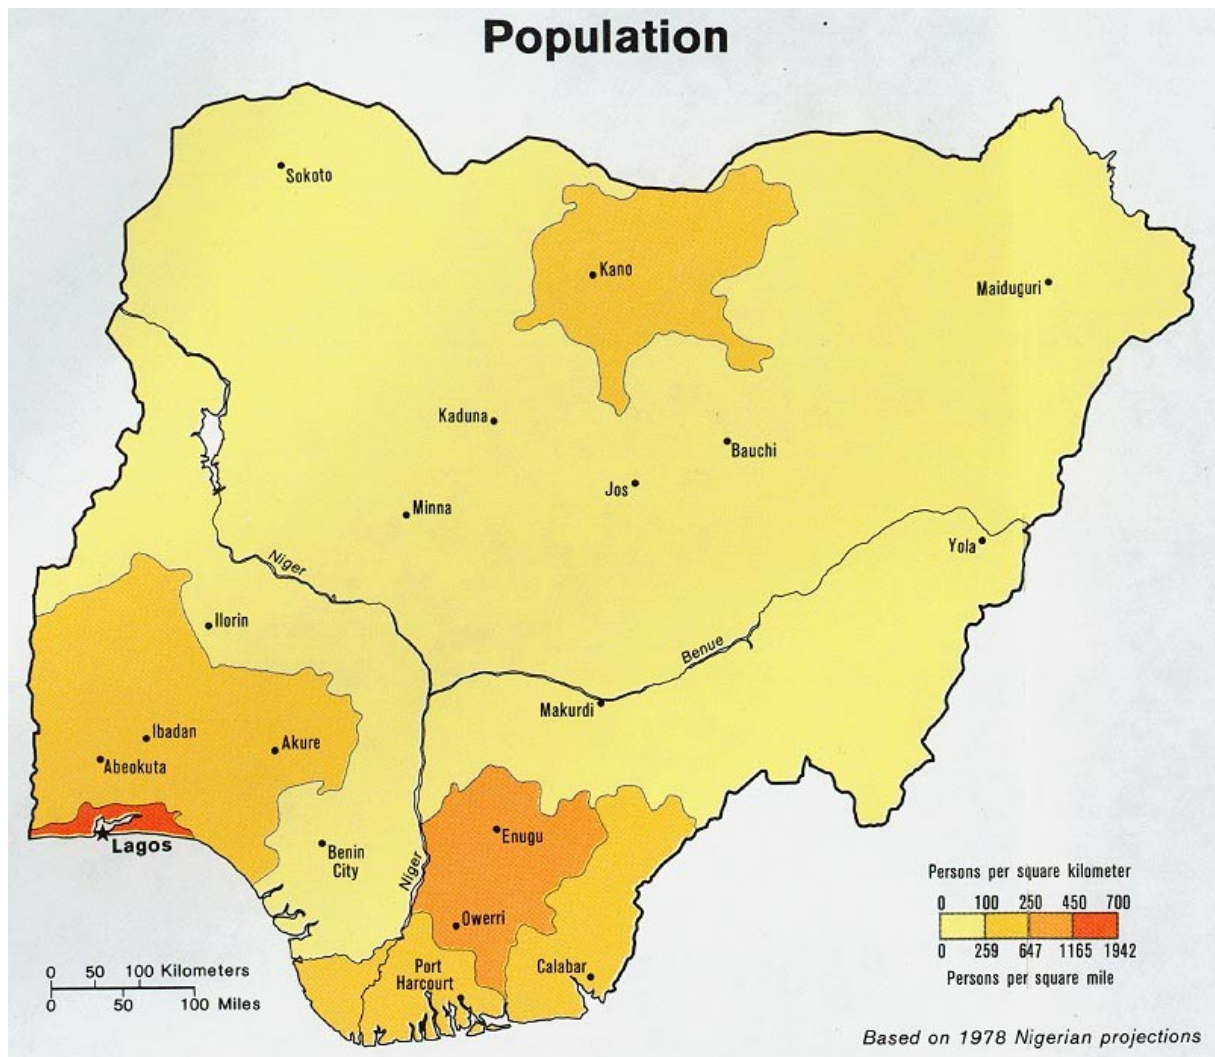 Population
Sokoto
Kano
Maiduguri
Kaduna
Bauchi
Jos
Minna
Yola
Niger
Ilorin
Benue
Makurdi
Ibadan
Akure
Abeokuta
Lagos
Enugu
Benin
City
Niger
Owerri
Port
Harcourt
Calabar
Persons per square kilometer
0 100 250 450 700
0 259 647 1165 1942
Persons per square mile
0 50 100 Kilometers
0 50 100 Miles
Based on 1978 Nigerian projections